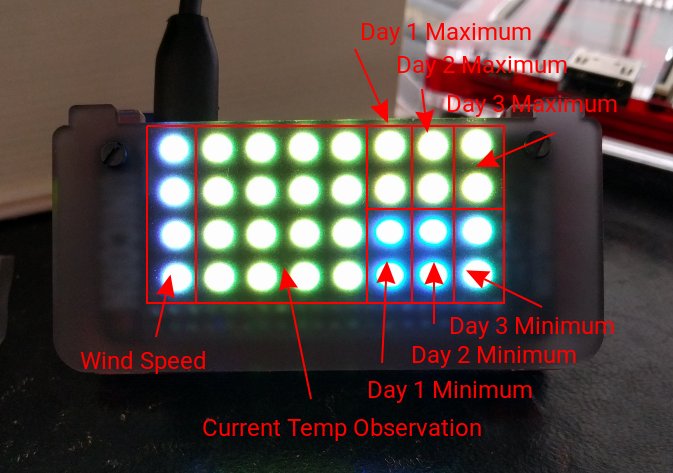 Day 1 Maximum
Day 2 Maximum
Day 3 Maximum
Day 3 Minimum
Wind Speed
Day 2 Minimum
Day 1 Minimum
Current Temp Observation